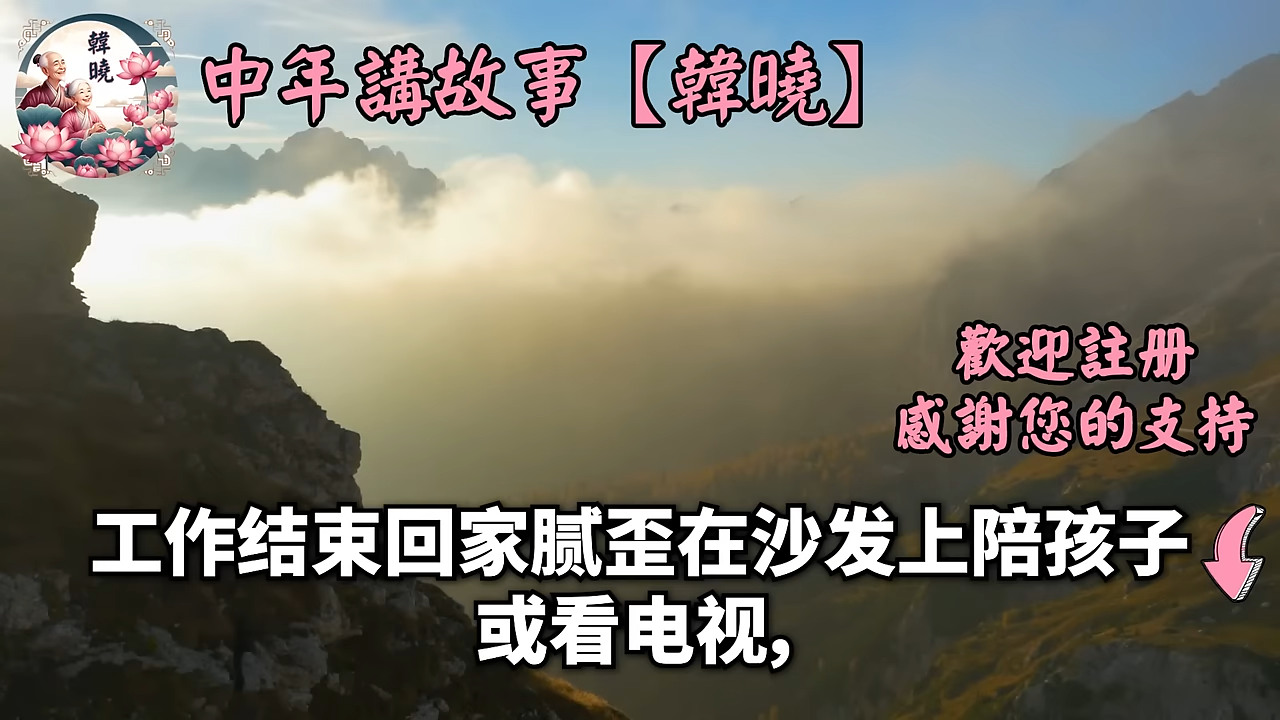 韓
曉
中年講故事【韓曉】
歡迎註册
感謝您的支持
工作结束回家腻歪在沙发上陪孩子
或看电视,